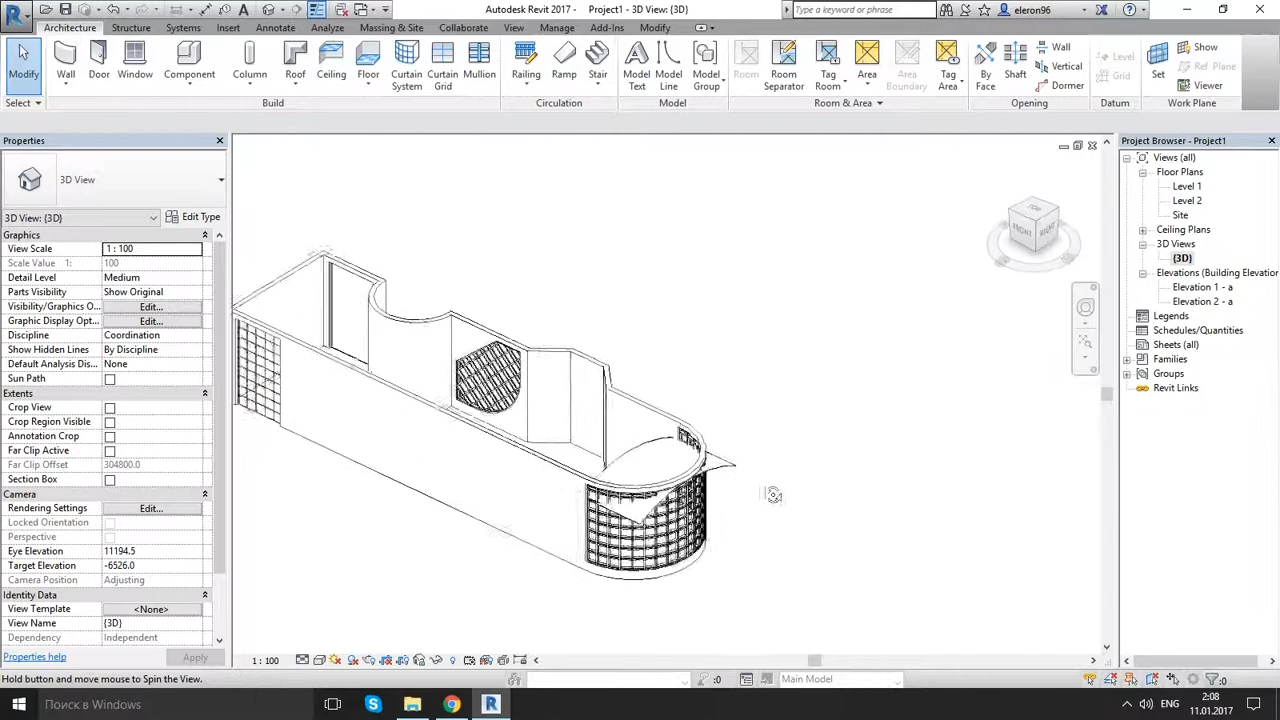 Autodesk Revit 2017 - Project1 - 3D View: {3D}
Type a keyword or phrase
eleron96
Architecture Structure Systems Insert Annotate Analyze Massing & Site Collaborate View Manage Add-Ins Modify
Modify Wall Door Window Component Column Roof Ceiling Floor Curtain System Curtain Grid Mullion Railing Ramp Stair Model Text Model Line Model Group Room Room Separator Tag Room Area Area Boundary Tag Area By Face Shaft Wall Vertical Dormer Level Grid Set Show Ref Plane Viewer
Select Build Circulation Model Room & Area Opening Datum Work Plane
Properties
3D View
3D View: {3D} Edit Type
Graphics
View Scale 1 : 100
Scale Value 1: 100
Detail Level Medium
Parts Visibility Show Original
Visibility/Graphics O... Edit...
Graphic Display Opt... Edit...
Discipline Coordination
Show Hidden Lines By Discipline
Default Analysis Dis... None
Sun Path
Extents
Crop View
Crop Region Visible
Annotation Crop
Far Clip Active
Far Clip Offset 304800.0
Section Box
Camera
Rendering Settings Edit...
Locked Orientation
Perspective
Eye Elevation 11194.5
Target Elevation -6526.0
Camera Position Adjusting
Identity Data
View Template <None>
View Name {3D}
Dependency Independent
Properties help Apply
TOP
FRONT
RIGHT
Project Browser - Project1
Views (all)
Floor Plans
Level 1
Level 2
Site
Ceiling Plans
3D Views
{3D}
Elevations (Building Elevation
Elevation 1 - a
Elevation 2 - a
Legends
Schedules/Quantities
Sheets (all)
Families
Groups
Revit Links
1 : 100
Hold button and move mouse to Spin the View.
:0
Main Model
:0
Поиск в Windows
ENG
2:08
11.01.2017